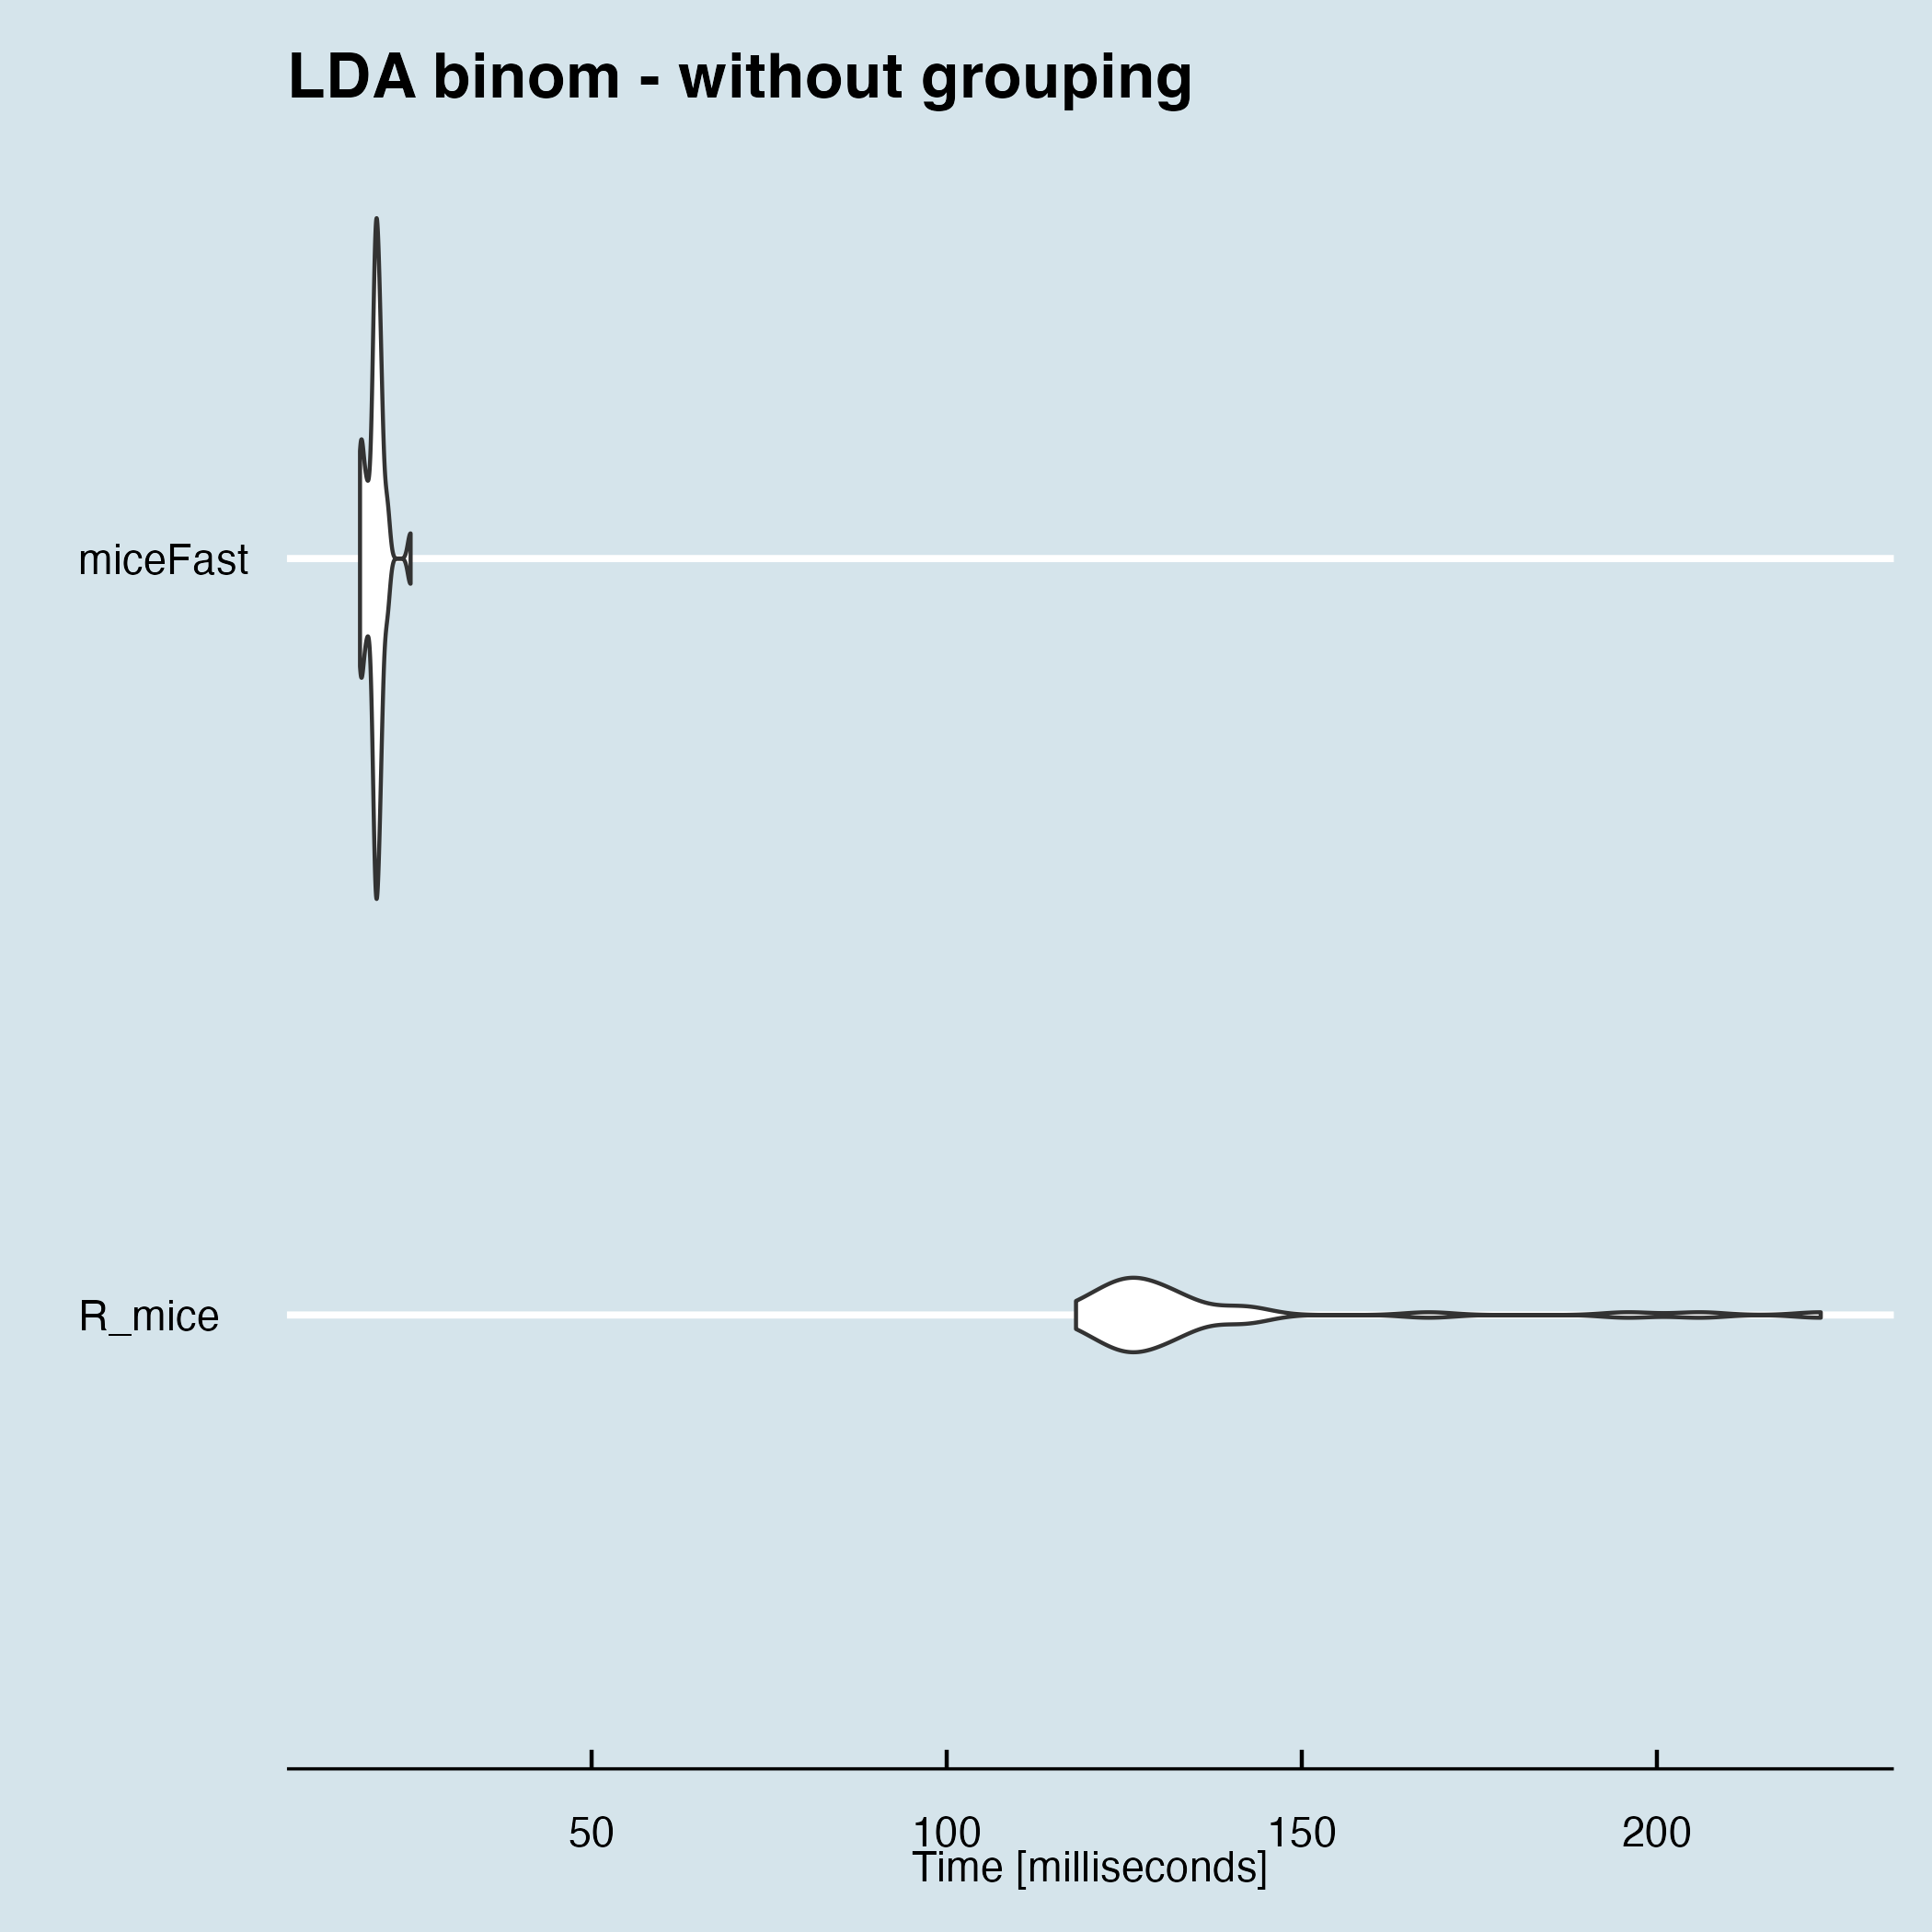 LDA binom - without grouping
miceFast
R_mice
50 100 150 200
Time [milliseconds]